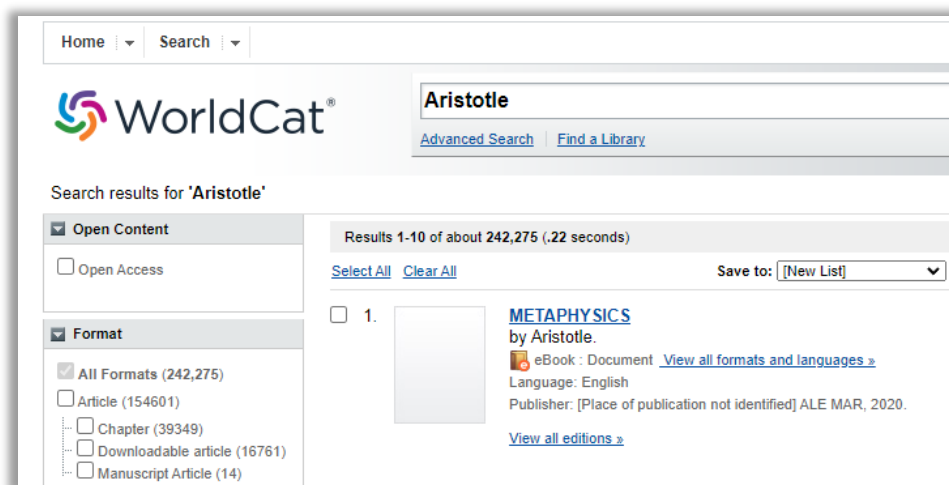 Home Search
WorldCat®
Aristotle
Advanced Search Find a Library
Search results for 'Aristotle'
Open Content
Open Access
Format
All Formats (242,275)
Article (154601)
Chapter (39349)
Downloadable article (16761)
Manuscript Article (14)
Results 1-10 of about 242,275 (.22 seconds)
Select All Clear All Save to: [New List]
1. METAPHYSICS
by Aristotle.
eBook : Document View all formats and languages »
Language: English
Publisher: [Place of publication not identified] ALE MAR, 2020.
View all editions »